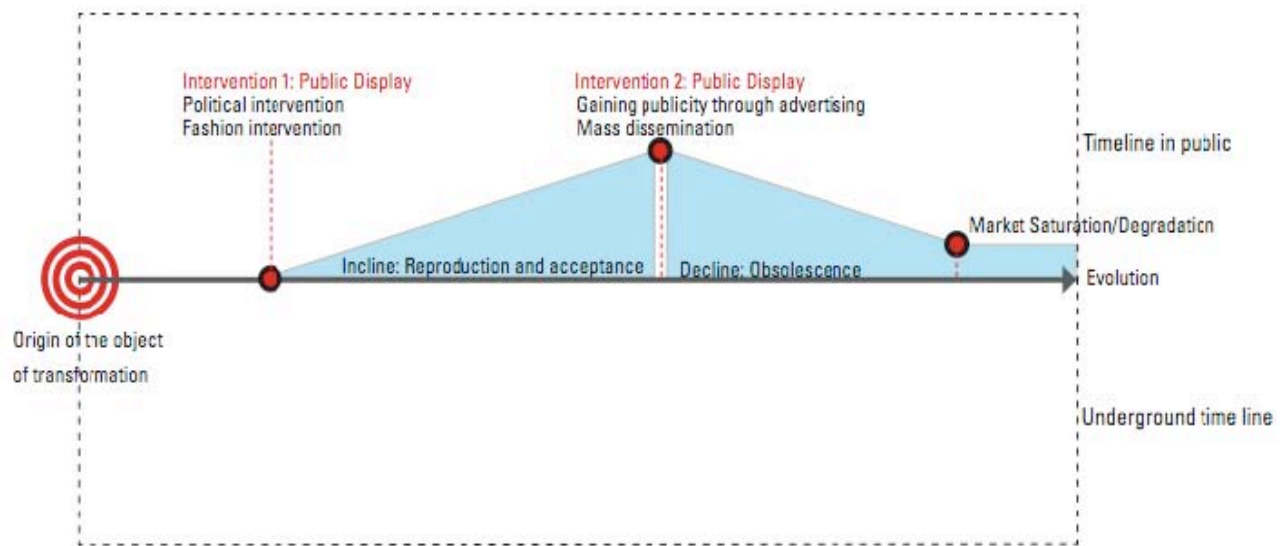 Intervention 1: Public Display
Political intervention
Fashion intervention
Intervention 2: Public Display
Gaining publicity through advertising
Mass dissemination
Timeline in public
Market Saturation/Degradation
Incline: Reproduction and acceptance
Decline: Obsolescence
Evolution
Origin of the object
of transformation
Underground time line